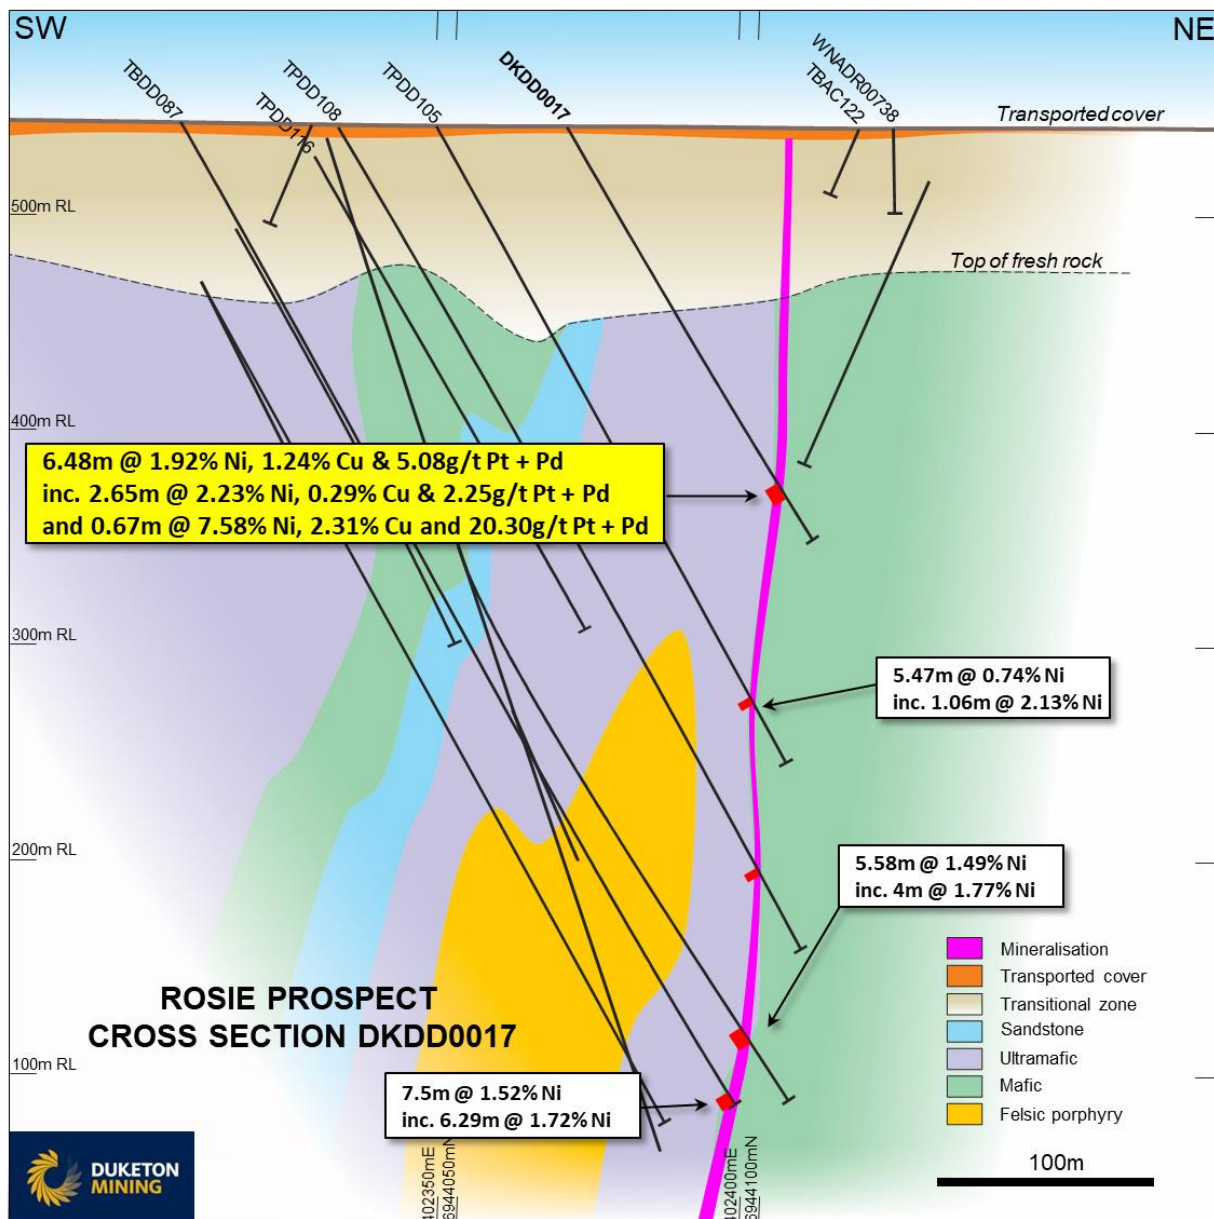 SW
NE
TBDD087
TPDD116
TPDD108
TPDD105
DKDD0017
TBAC122
WNADR00738
Transported cover
500m RL
Top of fresh rock
400m RL
6.48m @ 1.92% Ni, 1.24% Cu & 5.08g/t Pt + Pd
inc. 2.65m @ 2.23% Ni, 0.29% Cu & 2.25g/t Pt + Pd
and 0.67m @ 7.58% Ni, 2.31% Cu and 20.30g/t Pt + Pd
300m RL
5.47m @ 0.74% Ni
inc. 1.06m @ 2.13% Ni
200m RL
5.58m @ 1.49% Ni
inc. 4m @ 1.77% Ni
Mineralisation
Transported cover
Transitional zone
Sandstone
Ultramafic
Mafic
Felsic porphyry
ROSIE PROSPECT
CROSS SECTION DKDD0017
100m RL
7.5m @ 1.52% Ni
inc. 6.29m @ 1.72% Ni
402350mE
6944050mN
402400mE
6944100mN
100m
DUKETON
MINING